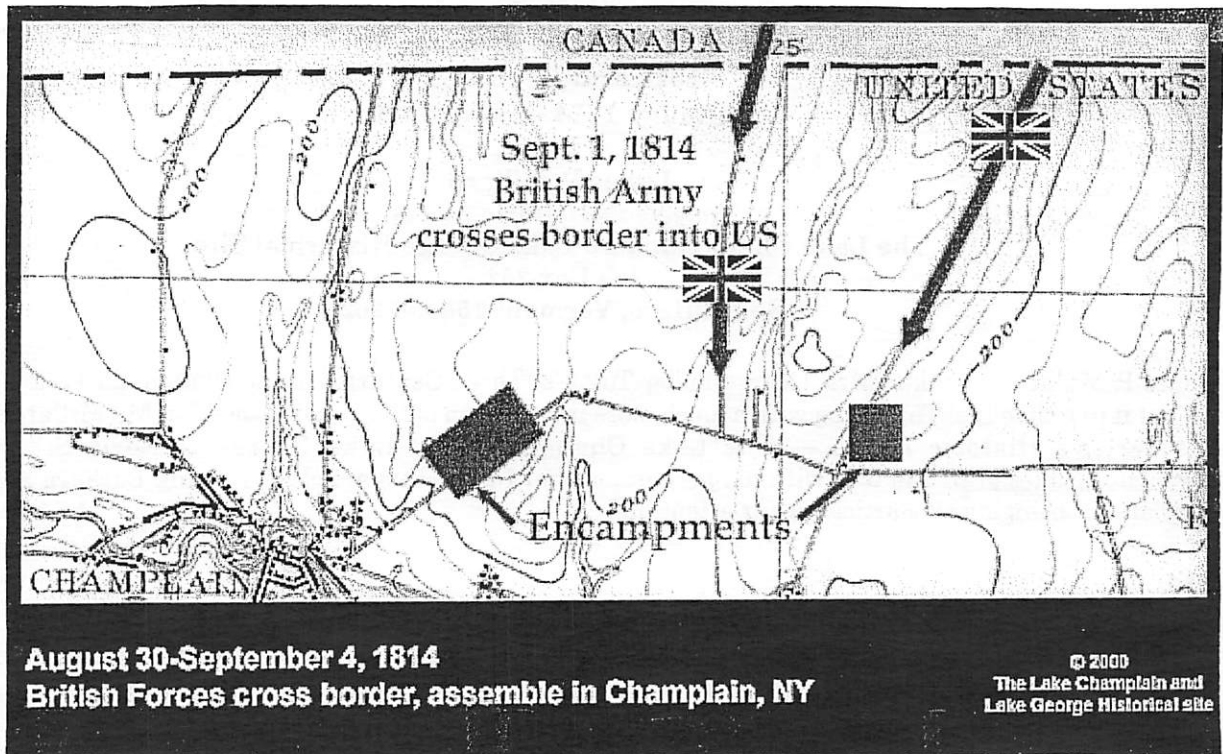 CANADA
25'
UNITED STATES
200
200
Sept. 1, 1814
British Army
crosses border into US
200
200
Encampments
CHAMPLAIN
August 30-September 4, 1814
British Forces cross border, assemble in Champlain, NY
© 2000
The Lake Champlain and
Lake George Historical site